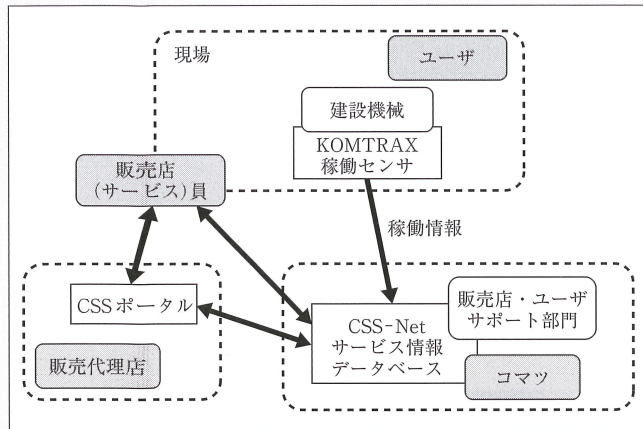 現場
ユーザ
建設機械
KOMTRAX
稼働センサ
販売店
(サービス)員
稼働情報
CSSポータル
販売代理店
CSS-Net
サービス情報
データベース
販売店・ユーザ
サポート部門
コマツ